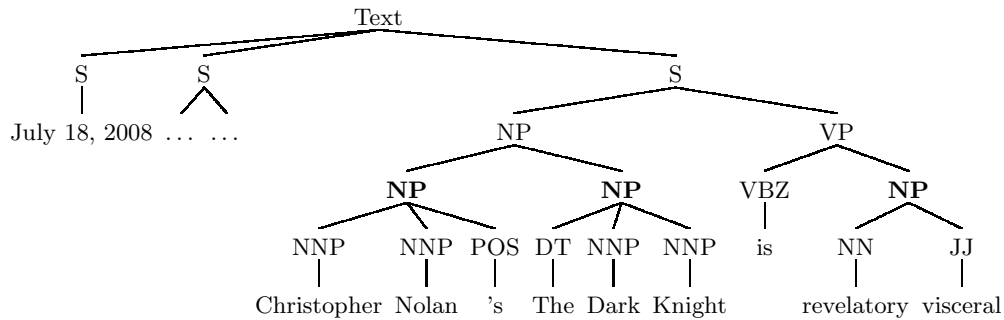 Text
S S S
July 18, 2008 ... ... NP VP
NP NP VBZ NP
NNP NNP POS DT NNP NNP is NN JJ
Christopher Nolan 's The Dark Knight revelatory visceral